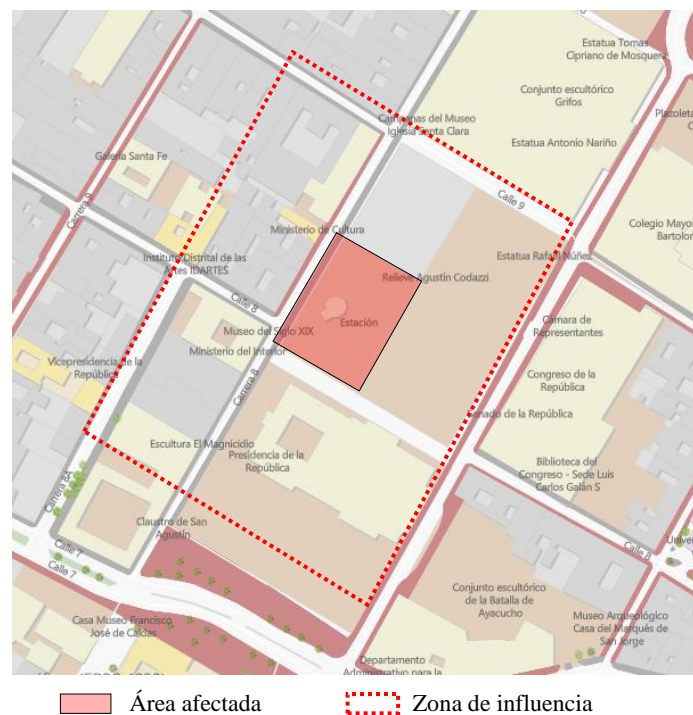 Estatua Tomas
Cipriano de Mosquera
Conjunto escultórico
Grifos
Plazoleta
Campanas del Museo
Iglesia Santa Clara
Estatua Antonio Nariño
Galería Santa Fe
Carrera 9
Calle 9
Colegio Mayo
Bartolo
Ministerio de Cultura
Instituto Distrital de las
Artes IDARTES
Estatua Rafael Núñez
Relieve Agustín Codazzi
Calle 8
Museo del Siglo XIX
Estación
Cámara de
Representantes
Ministerio del Interior
Vicepresidencia de la
República
Carrera 8
Congreso de la
República
Senado de la República
Escultura El Magnicidio
Presidencia de la
República
Biblioteca del
Congreso - Sede Luis
Carlos Galán S
Carrera 8A
Claustro de San
Agustín
Calle 7
Calle 7
Calle 8
Univer
Conjunto escultórico
de la Batalla de
Ayacucho
Casa Museo Francisco
José de Caldas
Museo Arqueológico
Casa del Marqués de
San Jorge
Departamento
Administrativo para la
Área afectada
Zona de influencia